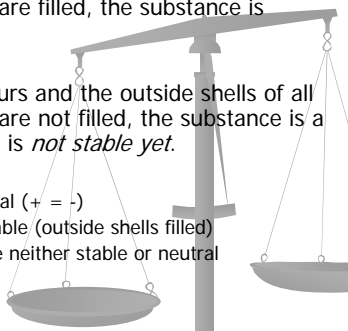 are filled, the substance is
urs and the outside shells of all
are not filled, the substance is a
is not stable yet.
al (+ = -)
able (outside shells filled)
e neither stable or neutral